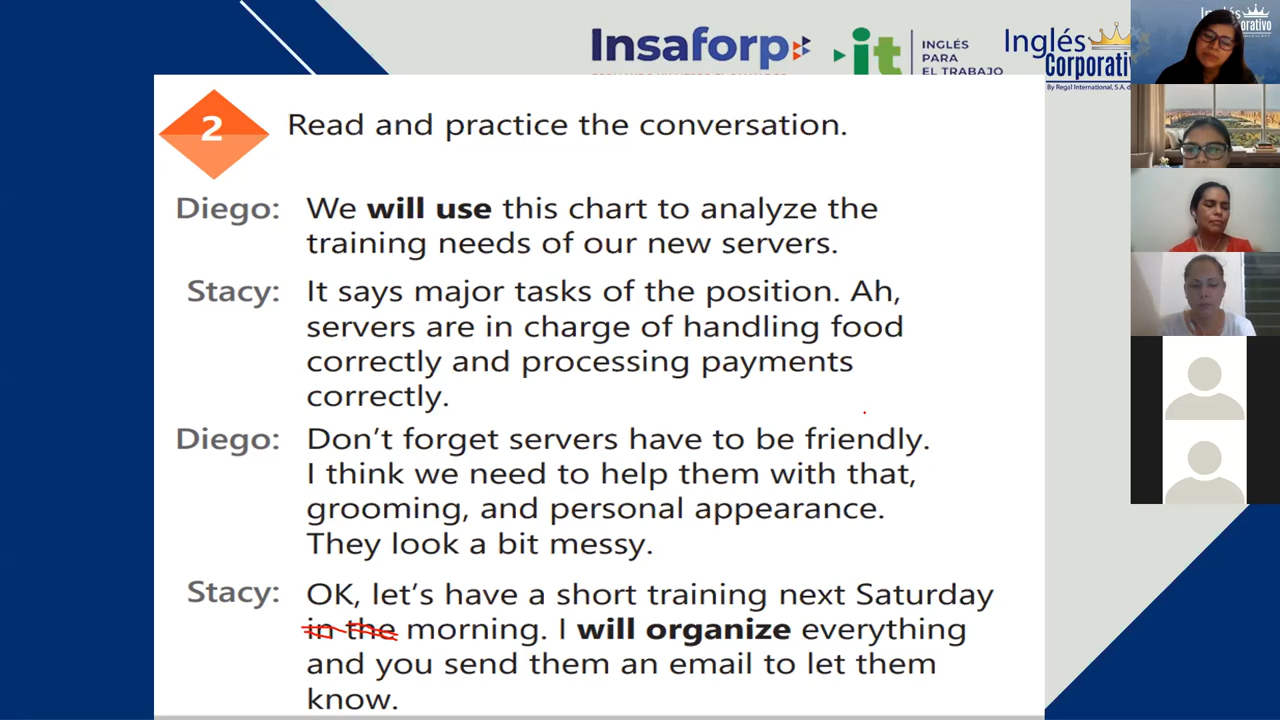 Insaforp
it
INGLÉS
PARA
EL TRABAJO
Inglés
Corporativ
By Regal International, S.A. d
Inglés
orativo
2
Read and practice the conversation.
Diego: We will use this chart to analyze the
training needs of our new servers.
Stacy: It says major tasks of the position. Ah,
servers are in charge of handling food
correctly and processing payments
correctly.
Diego: Don't forget servers have to be friendly.
I think we need to help them with that,
grooming, and personal appearance.
They look a bit messy.
Stacy: OK, let's have a short training next Saturday
in the morning. I will organize everything
and you send them an email to let them
know.